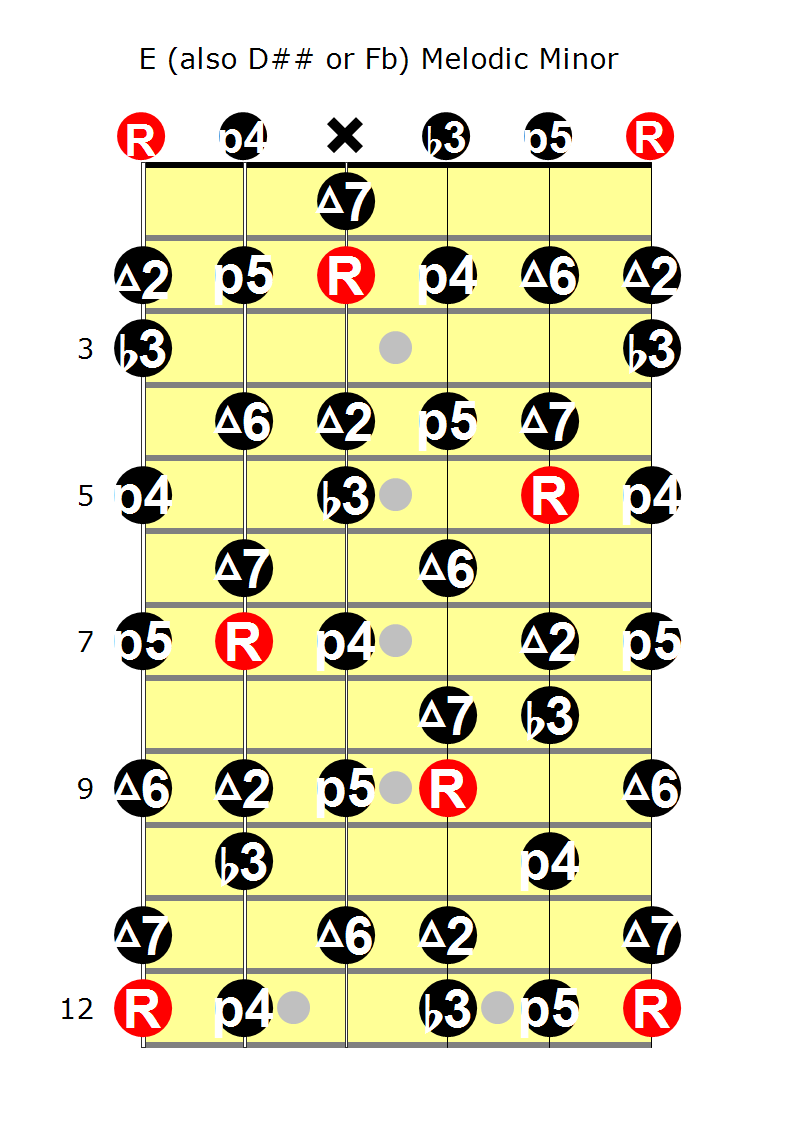 E (also D## or Fb) Melodic Minor
R p4 ♭3 p5 R
Δ7
Δ2 p5 R p4 Δ6 Δ2
3 ♭3 ♭3
Δ6 Δ2 p5 Δ7
5 p4 ♭3 R p4
Δ7 Δ6
7 p5 R p4 Δ2 p5
Δ7 ♭3
9 Δ6 Δ2 p5 R Δ6
♭3 p4
Δ7 Δ6 Δ2 Δ7
12 R p4 ♭3 p5 R